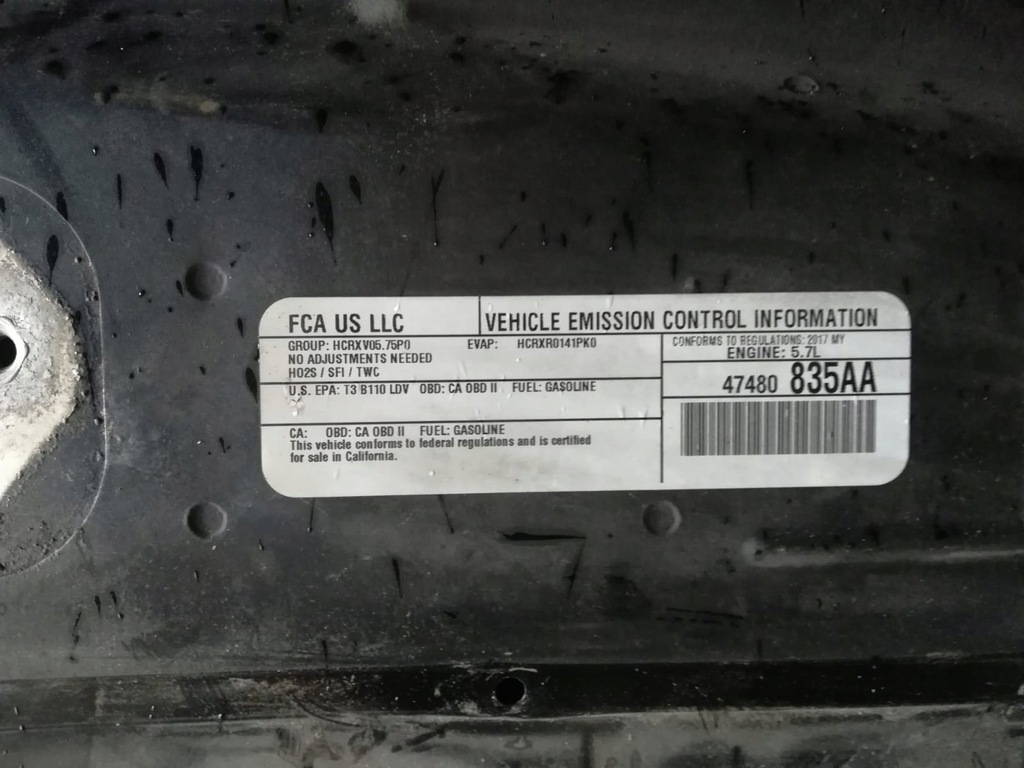 FCA US LLC
VEHICLE EMISSION CONTROL INFORMATION
GROUP: HCRXV05.75P0 EVAP: HCRXR0141PK0
NO ADJUSTMENTS NEEDED
HO2S / SFI / TWC
U.S. EPA: T3 B110 LDV OBD: CA OBD II FUEL: GASOLINE
CA: OBD: CA OBD II FUEL: GASOLINE
This vehicle conforms to federal regulations and is certified
for sale in California.
CONFORMS TO REGULATIONS: 2017 MY
ENGINE: 5.7L
47480 835AA